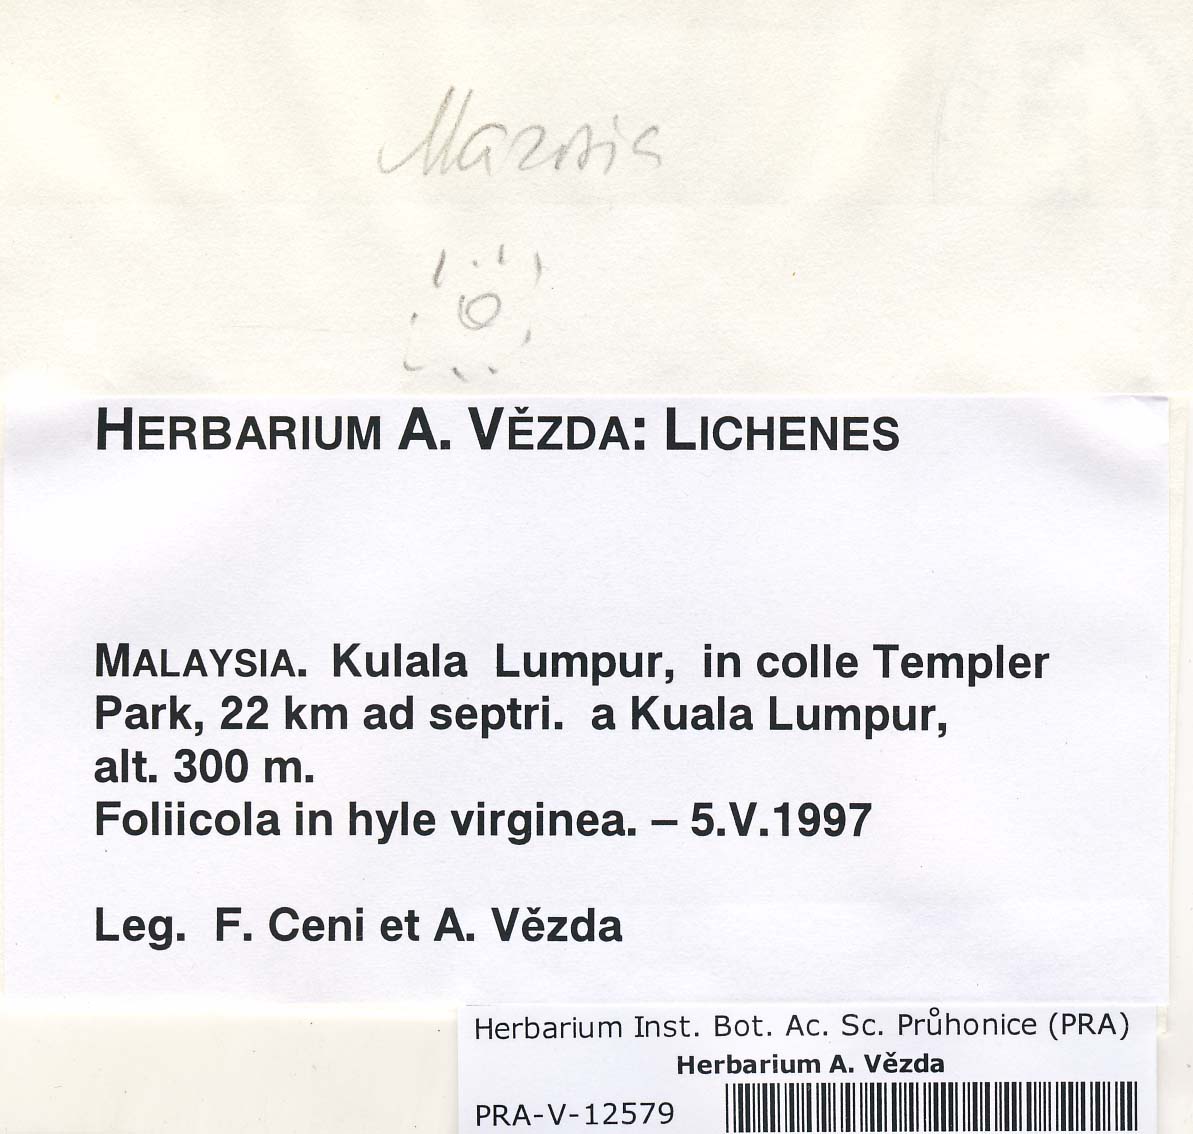 Mazosia
HERBARIUM A. VĚZDA: LICHENES
MALAYSIA. Kulala Lumpur, in colle Templer
Park, 22 km ad septri. a Kuala Lumpur,
alt. 300 m.
Foliicola in hyle virginea. – 5.V.1997
Leg. F. Ceni et A. Vězda
Herbarium Inst. Bot. Ac. Sc. Průhonice (PRA)
Herbarium A. Vězda
PRA-V-12579